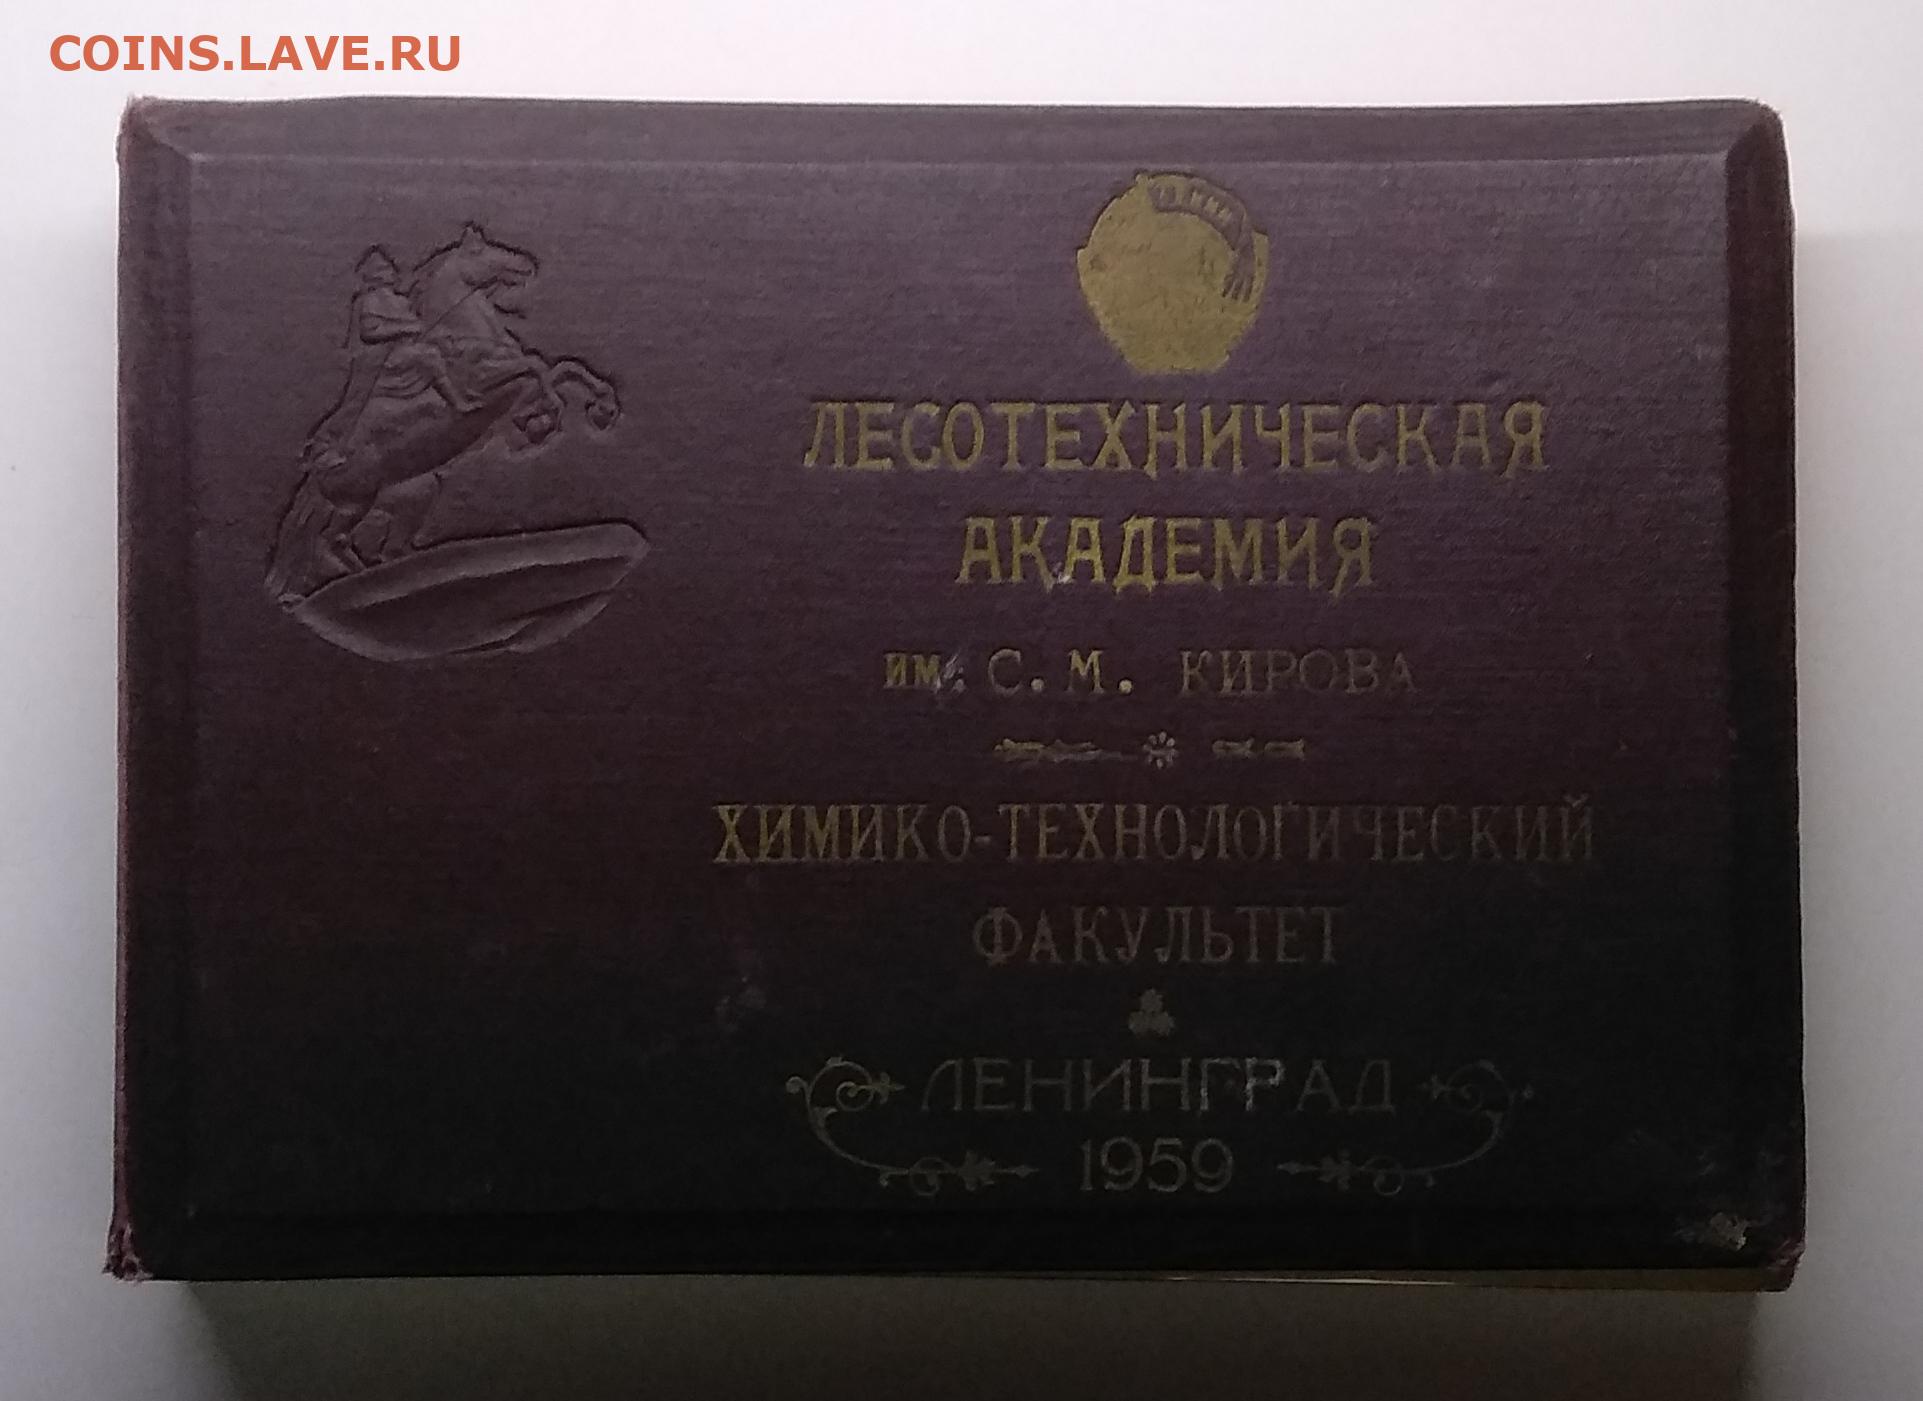 COINS.LAVE.RU
ЛЕСОТЕХНИЧЕСКАЯ
АКАДЕМИЯ
им. С. М. КИРОВА
ХИМИКО-ТЕХНОЛОГИЧЕСКИЙ
ФАКУЛЬТЕТ
ЛЕНИНГРАД
1959